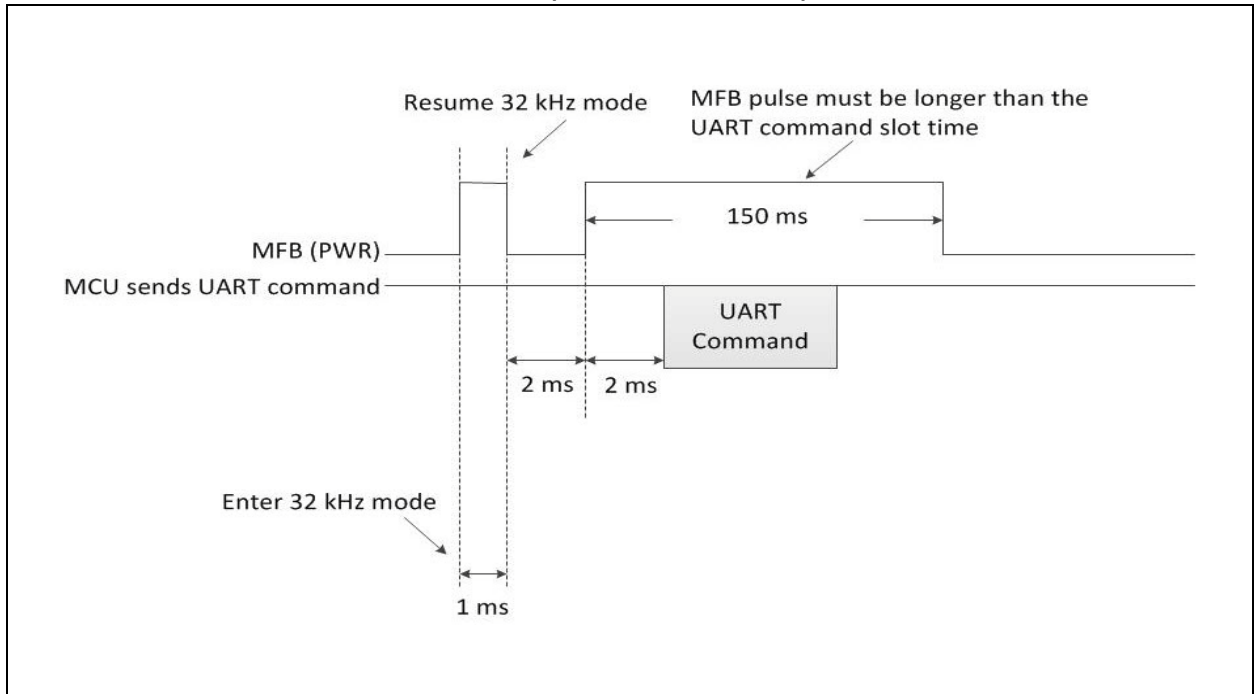 Resume 32 kHz mode
MFB pulse must be longer than the
UART command slot time
150 ms
MFB (PWR)
MCU sends UART command
UART
Command
2 ms
2 ms
Enter 32 kHz mode
1 ms